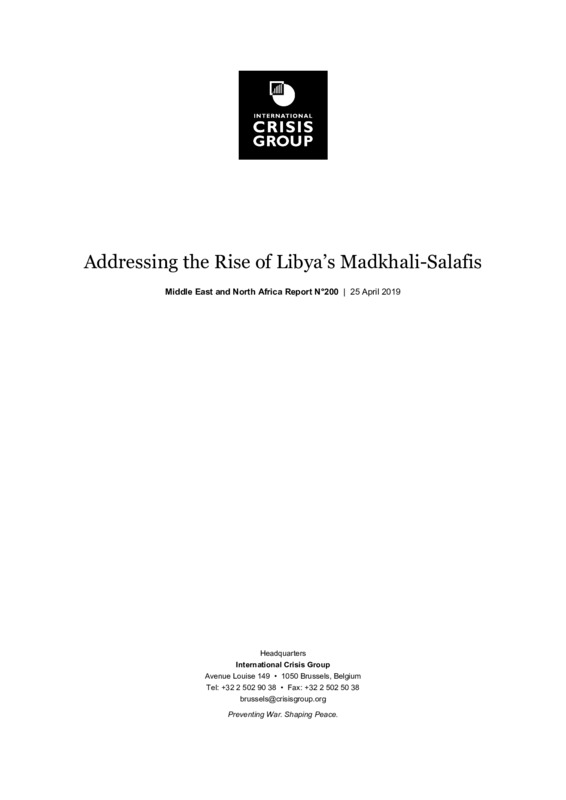 INTERNATIONAL
CRISIS
GROUP
Addressing the Rise of Libya’s Madkhali-Salafis
Middle East and North Africa Report N°200 | 25 April 2019
Headquarters
International Crisis Group
Avenue Louise 149 • 1050 Brussels, Belgium
Tel: +32 2 502 90 38 • Fax: +32 2 502 50 38
brussels@crisisgroup.org
Preventing War. Shaping Peace.